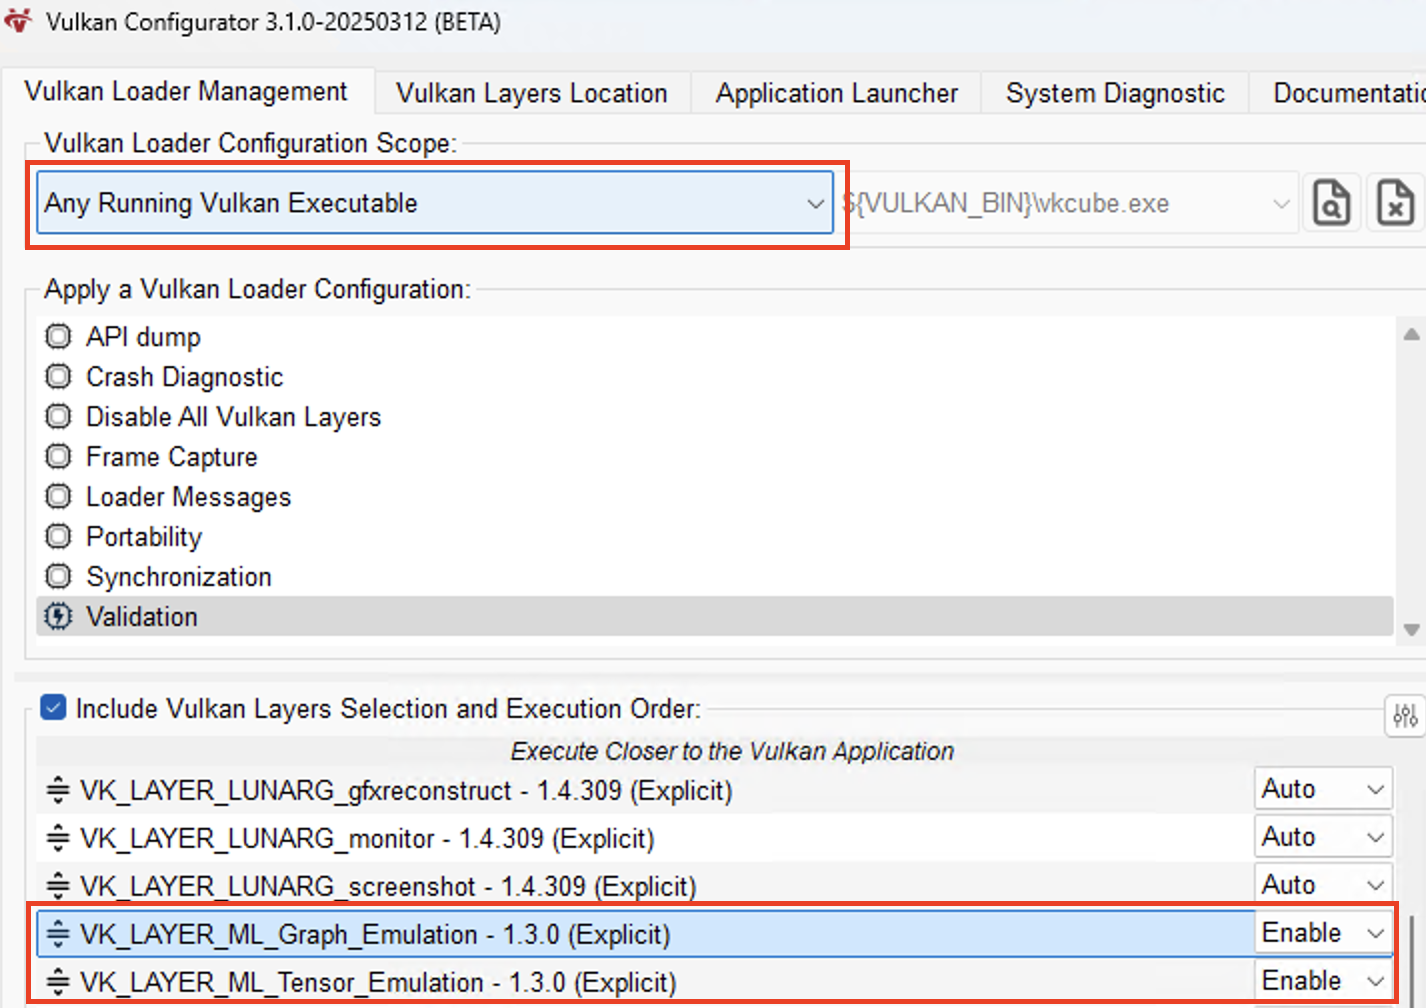 Vulkan Configurator 3.1.0-20250312 (BETA)
Vulkan Loader Management Vulkan Layers Location Application Launcher System Diagnostic Documentatio
Vulkan Loader Configuration Scope:
Any Running Vulkan Executable ${VULKAN_BIN}\vkcube.exe
Apply a Vulkan Loader Configuration:
API dump
Crash Diagnostic
Disable All Vulkan Layers
Frame Capture
Loader Messages
Portability
Synchronization
Validation
Include Vulkan Layers Selection and Execution Order:
Execute Closer to the Vulkan Application
VK_LAYER_LUNARG_gfxreconstruct - 1.4.309 (Explicit) Auto
VK_LAYER_LUNARG_monitor - 1.4.309 (Explicit) Auto
VK_LAYER_LUNARG_screenshot - 1.4.309 (Explicit) Auto
VK_LAYER_ML_Graph_Emulation - 1.3.0 (Explicit) Enable
VK_LAYER_ML_Tensor_Emulation - 1.3.0 (Explicit) Enable